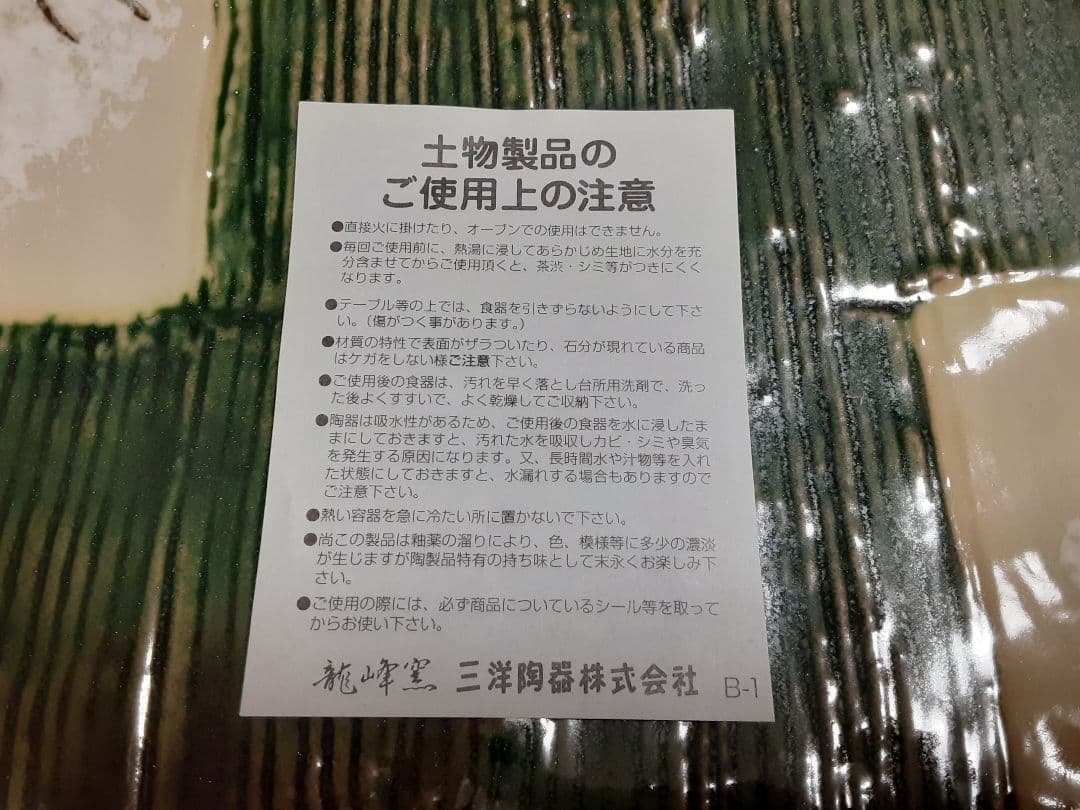 土物製品の
ご使用上の注意
●直接火に掛けたり、オーブンでの使用はできません。
●毎回ご使用前に、熱湯に浸してあらかじめ生地に水分を充
分含ませてからご使用頂くと、茶渋・シミ等がつきにくく
なります。
●テーブル等の上では、食器を引きずらないようにして下さ
い。（傷がつく事があります。）
●材質の特性で表面がザラついたり、石分が現れている商品
はケガをしない様ご注意下さい。
●ご使用後の食器は、汚れを早く落とし台所用洗剤で、洗っ
た後よくすすいで、よく乾燥してご収納下さい。
●陶器は吸水性があるため、ご使用後の食器を水に浸したま
まにしておきますと、汚れた水を吸収しカビ・シミや臭気
を発生する原因になります。又、長時間水や汁物等を入れ
た状態にしておきますと、水漏れする場合もありますので
ご注意下さい。
●熱い容器を急に冷たい所に置かないで下さい。
●尚この製品は釉薬の溜りにより、色、模様等に多少の濃淡
が生じますが陶製品特有の持ち味として末永くお楽しみ下
さい。
●ご使用の際には、必ず商品についているシール等を取って
からお使い下さい。
龍峰窯 三洋陶器株式会社 B-1